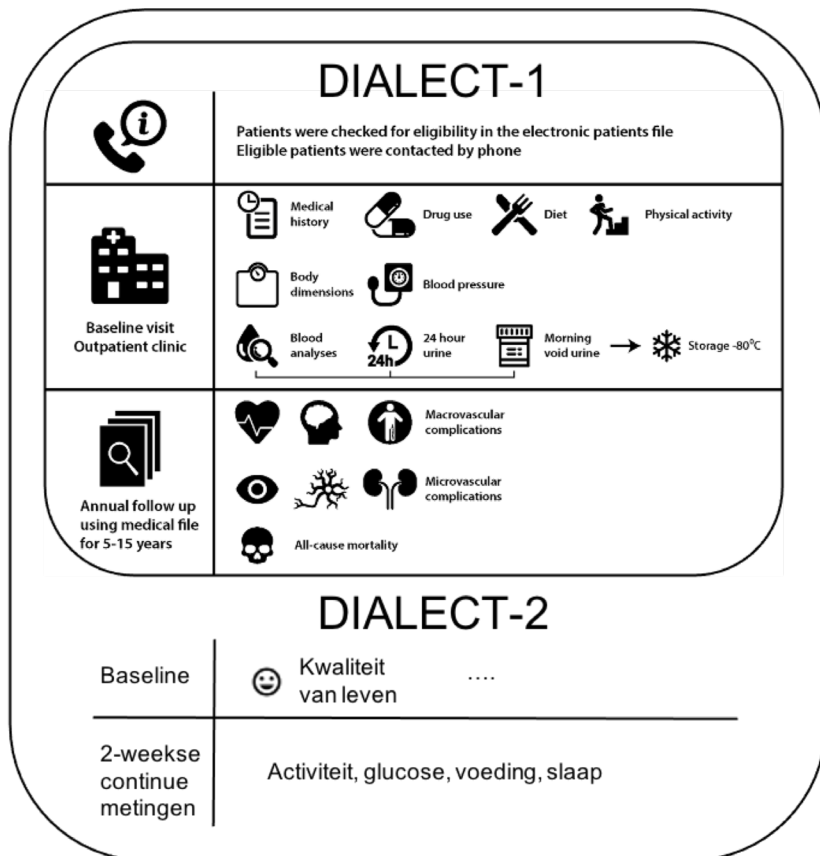 DIALECT-1
i
Patients were checked for eligibility in the electronic patients file
Eligible patients were contacted by phone
Baseline visit
Outpatient clinic
Medical
history
Drug use
Diet
Physical activity
Body
dimensions
Blood pressure
Blood
analyses
24h
24 hour
urine
Morning
void urine
Storage -80⁰C
Annual follow up
using medical file
for 5-15 years
Macrovascular
complications
Microvascular
complications
All-cause mortality
DIALECT-2
Baseline
Kwaliteit
van leven
....
2-weekse
continue
metingen
Activiteit, glucose, voeding, slaap